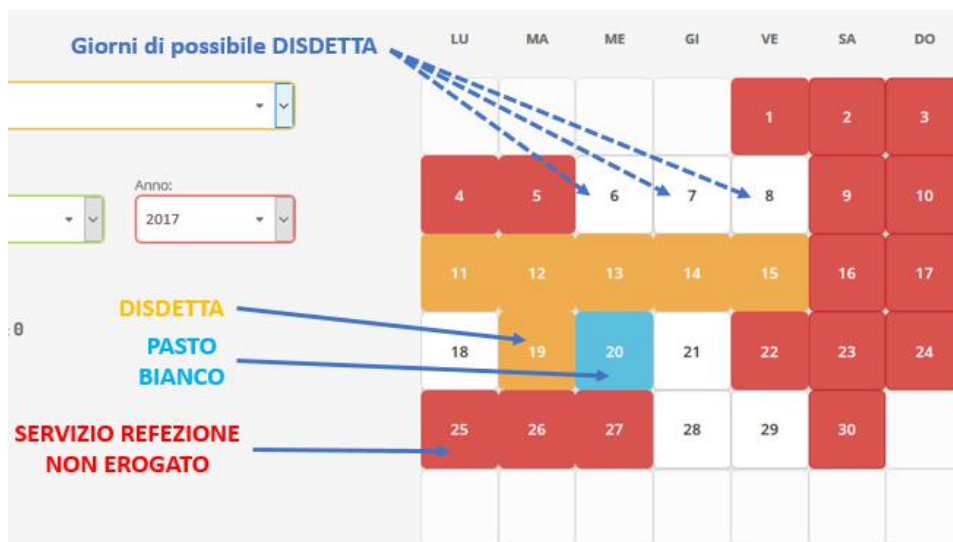 Giorni di possibile DISDETTA
LU MA ME GI VE SA DO
1 2 3
Anno:
2017
4 5 6 7 8 9 10
11 12 13 14 15 16 17
DISDETTA
: 0
PASTO
BIANCO
18 19 20 21 22 23 24
SERVIZIO REFEZIONE
NON EROGATO
25 26 27 28 29 30